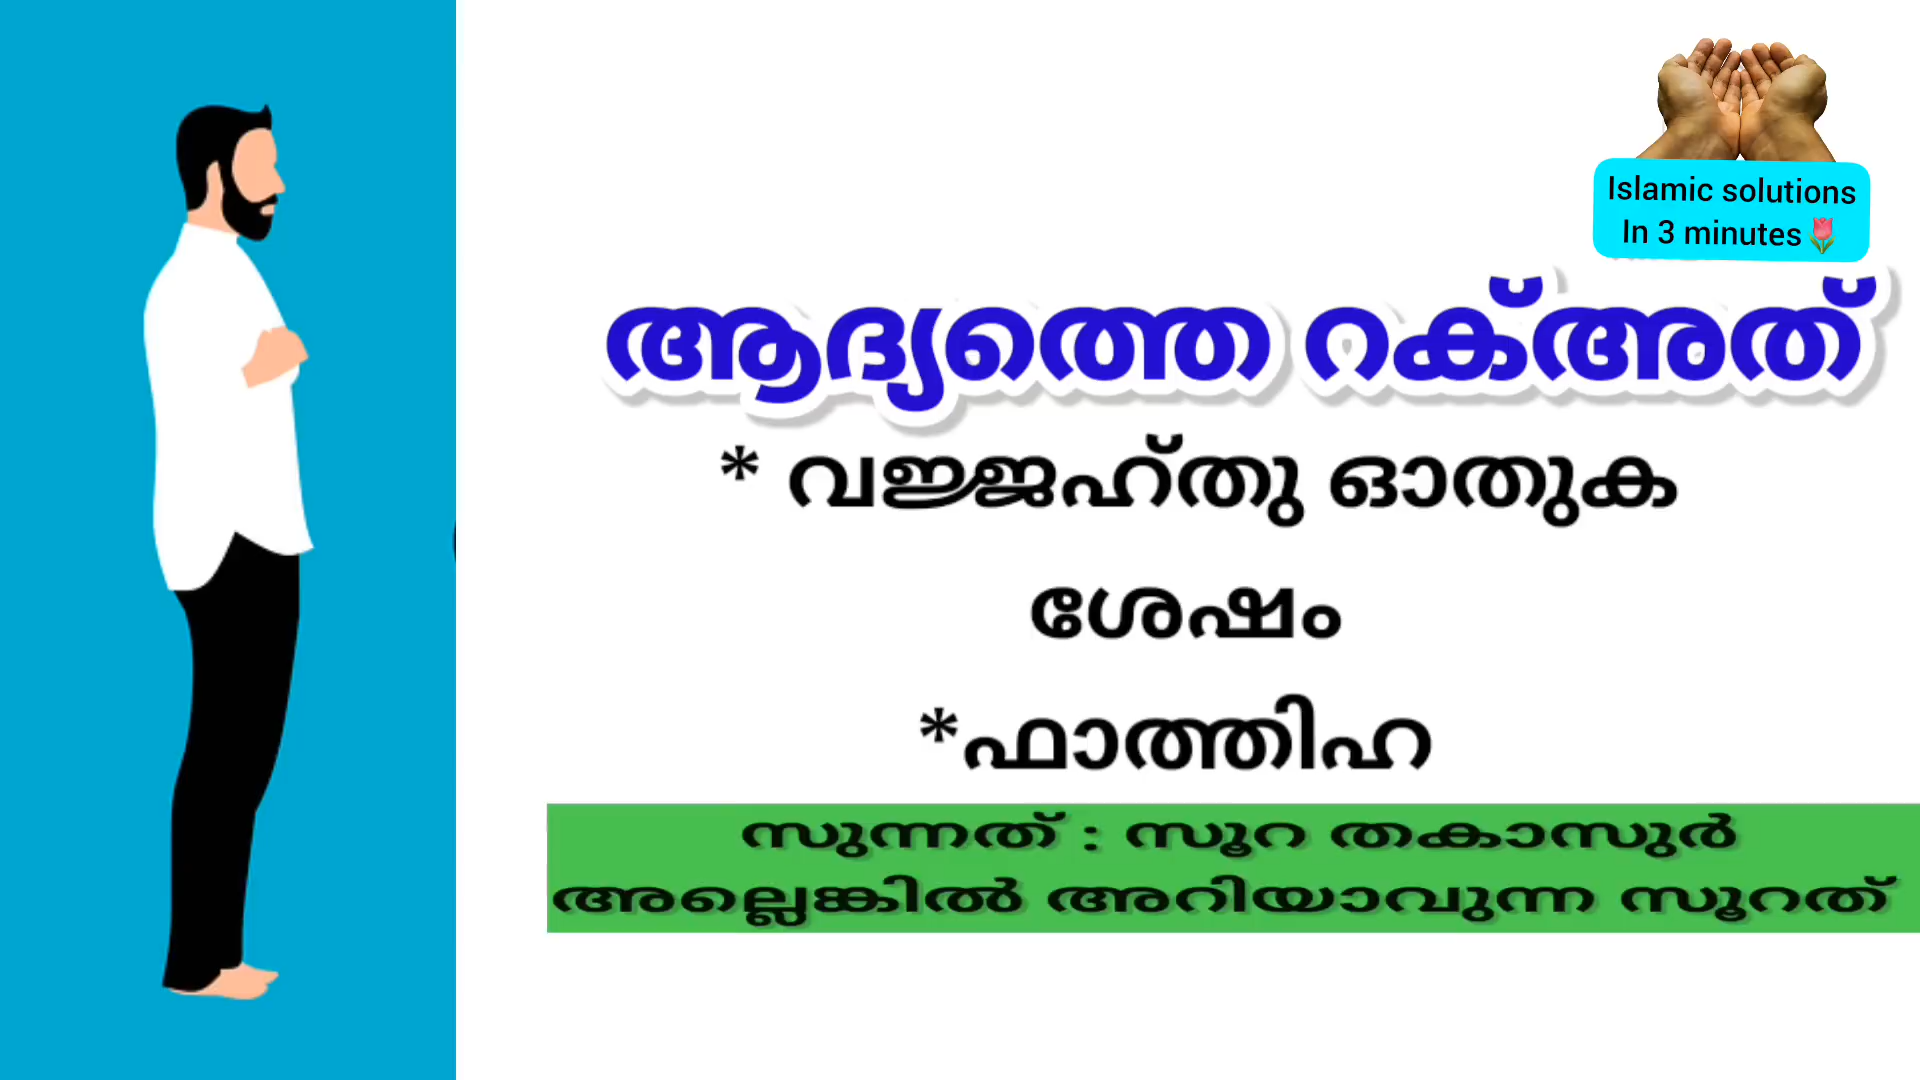 Islamic solutions
In 3 minutes🌷
ആദ്യത്തെ റക്അത്
* വജ്ജഹ്തു ഓതുക
ശേഷം
*ഫാത്തിഹ
സുന്നത് : സൂറ തകാസുർ
അല്ലെങ്കിൽ അറിയാവുന്ന സൂറത്